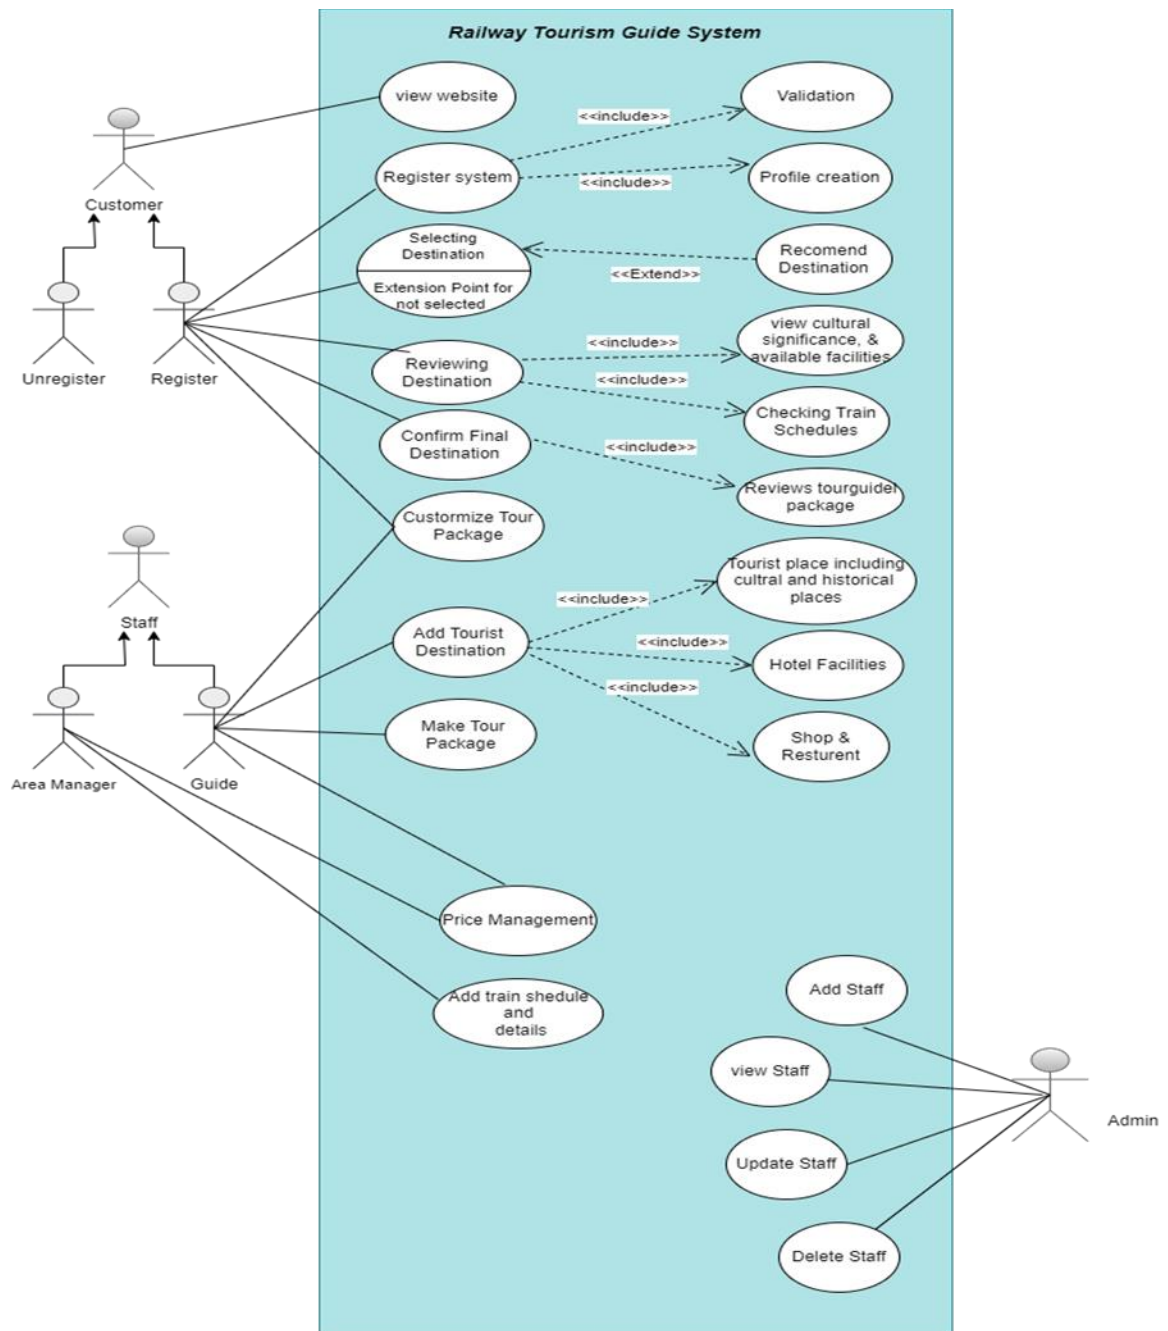 Railway Tourism Guide System
view website
Validation
<<include>>
Register system
<<include>>
Profile creation
Customer
Selecting
Destination
Extension Point for
not selected
<<Extend>>
Recomend
Destination
Unregister
Register
Reviewing
Destination
<<include>>
view cultural
significance, &
available facilities
<<include>>
Checking Train
Schedules
Confirm Final
Destination
<<include>>
Reviews tourguidel
package
Custormize Tour
Package
Staff
Tourist place including
cultral and historical
places
<<include>>
Add Tourist
Destination
<<include>>
Hotel Facilities
<<include>>
Shop &
Resturent
Make Tour
Package
Area Manager
Guide
Price Management
Add train shedule
and
details
Add Staff
view Staff
Admin
Update Staff
Delete Staff